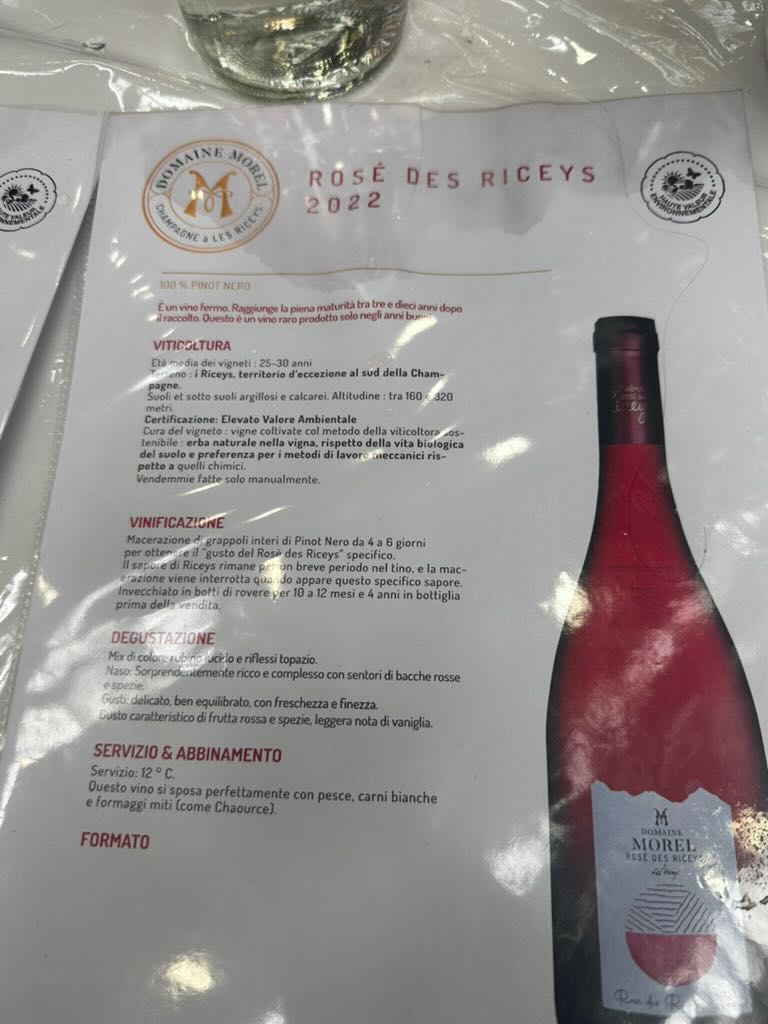 DOMAINE MOREL
M
CHAMPAGNE à LES RICEYS
ROSÉ DES RICEYS
2022
HAUTE VALEUR
ENVIRONNEMENTALE
100 % PINOT NERO
È un vino fermo. Raggiunge la piena maturità tra tre e dieci anni dopo
il raccolto. Questo è un vino raro prodotto solo negli anni
VITICOLTURA
Età media dei vigneti : 25-30 anni
Terreno : i Riceys, territorio d'eccezione al sud della Cham-
pagne.
Suoli et sotto suoli argillosi e calcarei. Altitudine : tra 160 e 320
metri.
Certificazione: Elevato Valore Ambientale
Cura del vigneto : vigne coltivate col metodo della viticoltora sos-
tenibile : erba naturale nella vigna, rispetto della vita biologica
del suolo e preferenza per i metodi di lavoro meccanici ris-
petto a quelli chimici.
Vendemmie fatte solo manualmente.
VINIFICAZIONE
Macerazione di grappoli interi di Pinot Nero da 4 a 6 giorni
per ottenere il "gusto del Rosé des Riceys" specifico.
Il sapore di Riceys rimane per un breve periodo nel tino, e la mac-
erazione viene interrotta quando appare questo specifico sapore.
Invecchiato in botti di rovere per 10 a 12 mesi e 4 anni in bottiglia
prima della vendita.
DEGUSTAZIONE
Mix di colore rubino lucido e riflessi topazio.
Naso: Sorprendentemente ricco e complesso con sentori di bacche rosse
e spezie.
Gusti: delicato, ben equilibrato, con freschezza e finezza.
Gusto caratteristico di frutta rossa e spezie, leggera nota di vaniglia.
SERVIZIO & ABBINAMENTO
Servizio: 12 ° C.
Questo vino si sposa perfettamente con pesce, carni bianche
e formaggi miti (come Chaource).
FORMATO
M
DOMAINE
MOREL
ROSÉ DES RICEYS